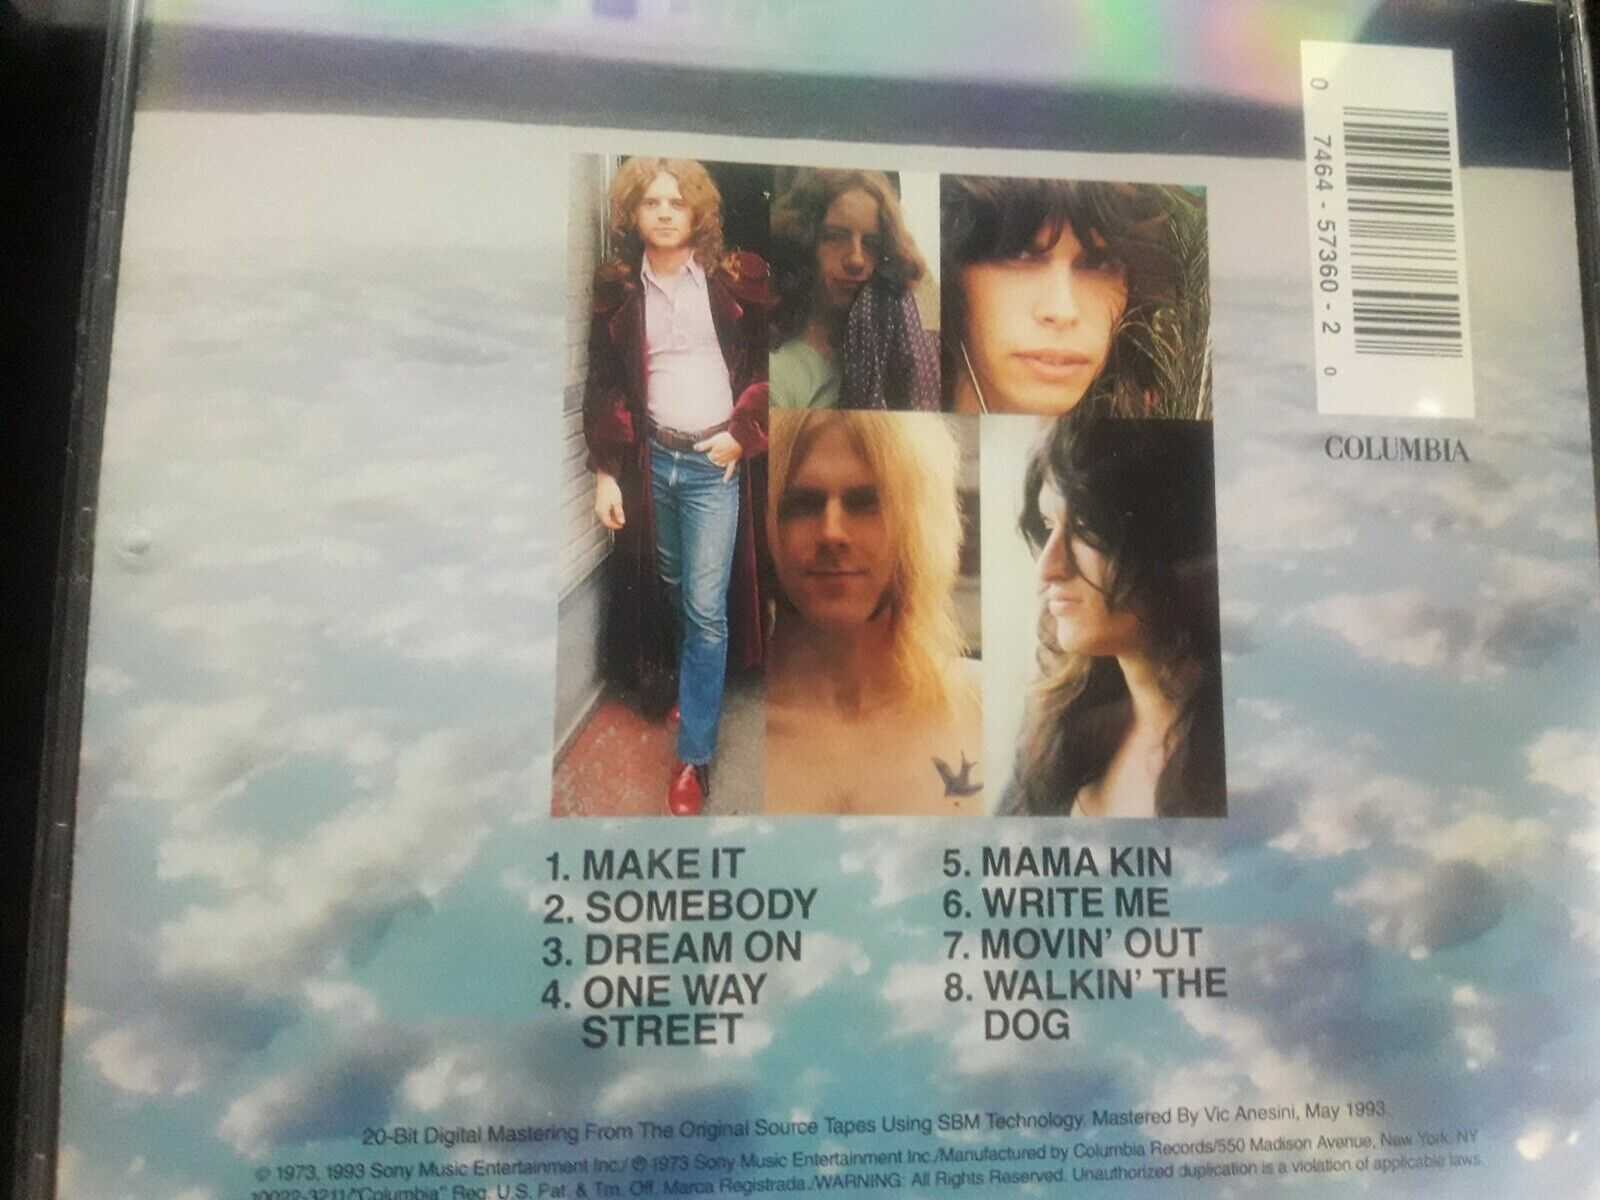 0 7464-57360-2 0
COLUMBIA
1. MAKE IT
2. SOMEBODY
3. DREAM ON
4. ONE WAY
STREET
5. MAMA KIN
6. WRITE ME
7. MOVIN' OUT
8. WALKIN' THE
DOG
20-Bit Digital Mastering From The Original Source Tapes Using SBM Technology. Mastered By Vic Anesini, May 1993.
© 1973, 1993 Sony Music Entertainment Inc./ ℗ 1973 Sony Music Entertainment Inc./Manufactured by Columbia Records/550 Madison Avenue, New York, NY
10022-3211/"Columbia" Reg. U.S. Pat. & Tm. Off. Marca Registrada./WARNING: All Rights Reserved. Unauthorized duplication is a violation of applicable laws.